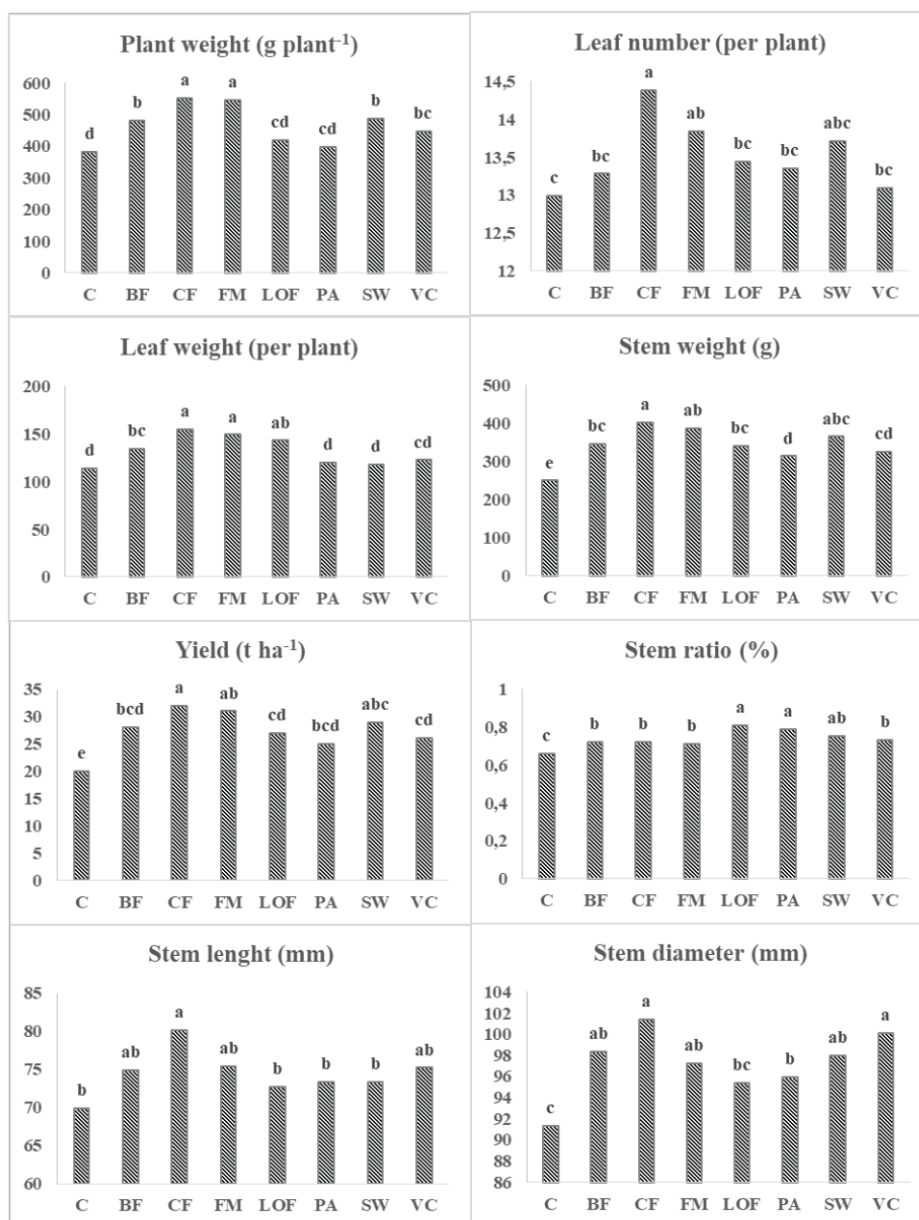 Plant weight (g plant⁻¹)
600
500
400
300
200
100
0
d b a a cd cd b bc
C BF CF FM LOF PA SW VC
Leaf number (per plant)
14,5
14
13,5
13
12,5
12
c bc a ab bc bc abc bc
C BF CF FM LOF PA SW VC
Leaf weight (per plant)
200
150
100
50
0
d bc a a ab d d cd
C BF CF FM LOF PA SW VC
Stem weight (g)
500
400
300
200
100
0
e bc a ab bc d abc cd
C BF CF FM LOF PA SW VC
Yield (t ha⁻¹)
35
30
25
20
15
10
5
0
e bcd a ab cd bcd abc cd
C BF CF FM LOF PA SW VC
Stem ratio (%)
1
0,8
0,6
0,4
0,2
0
c b b b a a ab b
C BF CF FM LOF PA SW VC
Stem lenght (mm)
85
80
75
70
65
60
b ab a ab b b b ab
C BF CF FM LOF PA SW VC
Stem diameter (mm)
104
102
100
98
96
94
92
90
88
86
c ab a ab bc b ab a
C BF CF FM LOF PA SW VC